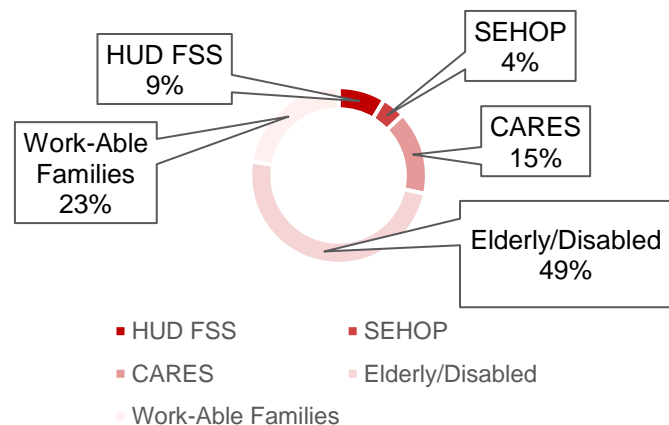 HUD FSS
9%
SEHOP
4%
Work-Able
Families
23%
CARES
15%
Elderly/Disabled
49%
HUD FSS
SEHOP
CARES
Elderly/Disabled
Work-Able Families